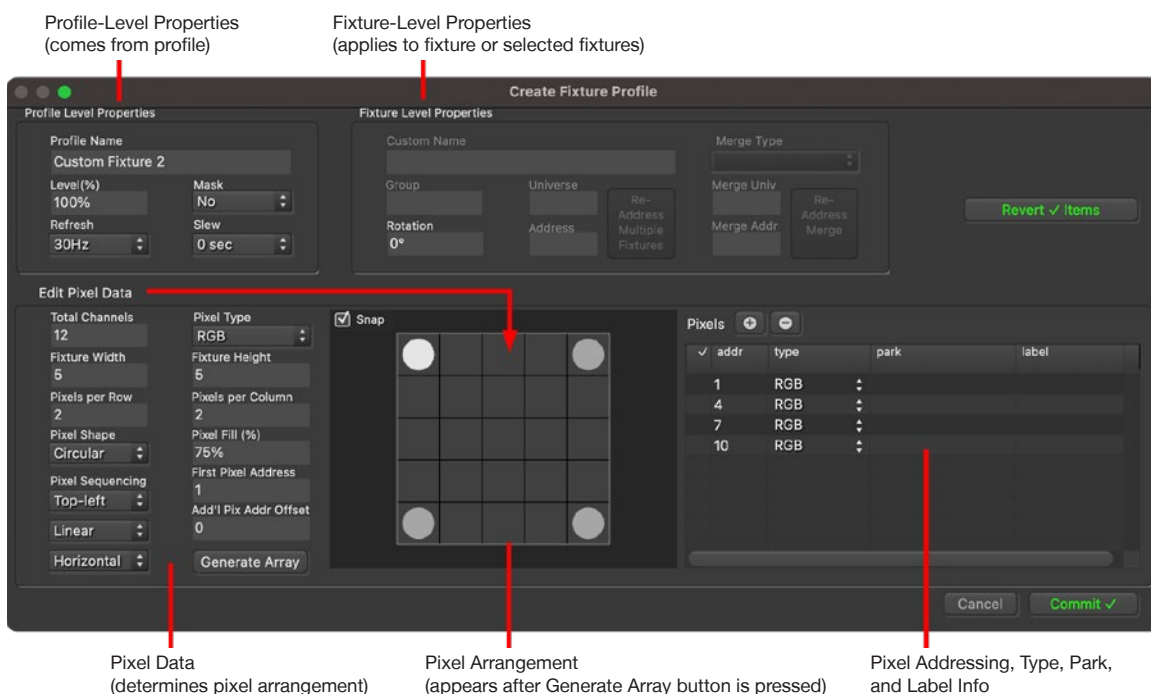 Profile-Level Properties
(comes from profile)
Fixture-Level Properties
(applies to fixture or selected fixtures)
Create Fixture Profile
Profile Level Properties
Profile Name
Custom Fixture 2
Level(%)
Mask
100%
No
Refresh
Slew
30Hz
0 sec
Fixture Level Properties
Custom Name
Merge Type
Group
Universe
Re-
Address
Multiple
Fixtures
Merge Univ
Re-
Address
Merge
Rotation
Address
Merge Addr
0°
Revert ✓ Items
Edit Pixel Data
Total Channels
Pixel Type
12
RGB
Fixture Width
Fixture Height
5
5
Pixels per Row
Pixels per Column
2
2
Pixel Shape
Pixel Fill (%)
Circular
75%
Pixel Sequencing
First Pixel Address
Top-left
1
Add'l Pix Addr Offset
Linear
0
Horizontal
Generate Array
Snap
Pixels
✓ addr type park label
1 RGB
4 RGB
7 RGB
10 RGB
Cancel
Commit ✓
Pixel Data
(determines pixel arrangement)
Pixel Arrangement
(appears after Generate Array button is pressed)
Pixel Addressing, Type, Park,
and Label Info